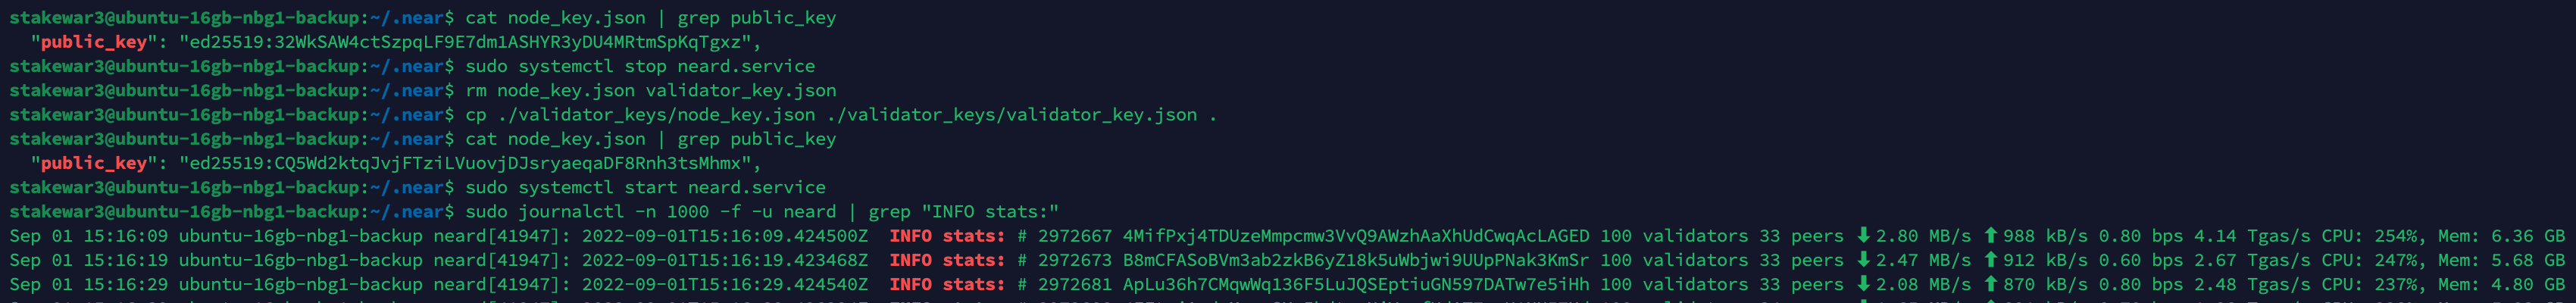 stakewar3@ubuntu-16gb-nbg1-backup:~/.near$ cat node_key.json | grep public_key
  "public_key": "ed25519:32WkSAW4ctSzpqLF9E7dm1ASHYR3yDU4MRtmSpKqTgxz",
stakewar3@ubuntu-16gb-nbg1-backup:~/.near$ sudo systemctl stop neard.service
stakewar3@ubuntu-16gb-nbg1-backup:~/.near$ rm node_key.json validator_key.json
stakewar3@ubuntu-16gb-nbg1-backup:~/.near$ cp ./validator_keys/node_key.json ./validator_keys/validator_key.json .
stakewar3@ubuntu-16gb-nbg1-backup:~/.near$ cat node_key.json | grep public_key
  "public_key": "ed25519:CQ5Wd2ktqJvjFTziLVuovjDJsryaeqaDF8Rnh3tsMhmx",
stakewar3@ubuntu-16gb-nbg1-backup:~/.near$ sudo systemctl start neard.service
stakewar3@ubuntu-16gb-nbg1-backup:~/.near$ sudo journalctl -n 1000 -f -u neard | grep "INFO stats:"
Sep 01 15:16:09 ubuntu-16gb-nbg1-backup neard[41947]: 2022-09-01T15:16:09.424500Z  INFO stats: # 2972667 4MifPxj4TDUzeMmpcmw3VvQ9AWzhAaXhUdCwqAcLAGED 100 validators 33 peers ⬇ 2.80 MB/s ⬆ 988 kB/s 0.80 bps 4.14 Tgas/s CPU: 254%, Mem: 6.36 GB
Sep 01 15:16:19 ubuntu-16gb-nbg1-backup neard[41947]: 2022-09-01T15:16:19.423468Z  INFO stats: # 2972673 B8mCFASoBVm3ab2zkB6yZ18k5uWbjwi9UUpPNak3KmSr 100 validators 33 peers ⬇ 2.47 MB/s ⬆ 912 kB/s 0.60 bps 2.67 Tgas/s CPU: 247%, Mem: 5.68 GB
Sep 01 15:16:29 ubuntu-16gb-nbg1-backup neard[41947]: 2022-09-01T15:16:29.424540Z  INFO stats: # 2972681 ApLu36h7CMqwWq136F5LuJQSEptiuGN597DATw7e5iHh 100 validators 33 peers ⬇ 2.08 MB/s ⬆ 870 kB/s 0.80 bps 2.48 Tgas/s CPU: 237%, Mem: 4.80 GB